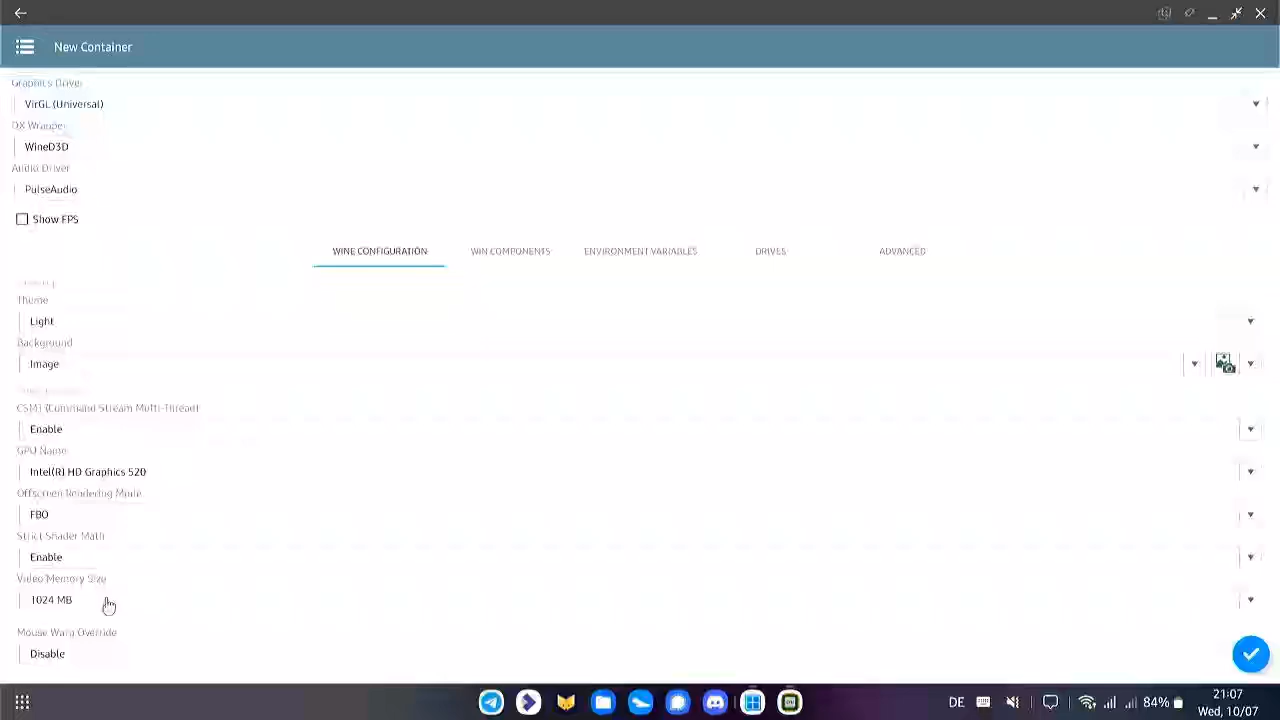 New Container
Graphics Driver
VirGL (Universal)
DX Wrapper
WineD3D
Audio Driver
PulseAudio
Show FPS
WINE CONFIGURATION WIN COMPONENTS ENVIRONMENT VARIABLES DRIVES ADVANCED
Theme
Light
Background
Image
CSMT (Command Stream Multi-Thread)
Enable
GPU Name
Intel(R) HD Graphics 520
Offscreen Rendering Mode
FBO
Strict Shader Math
Enable
Video Memory Size
1024 MB
Mouse Warp Override
Disable
DE 84% 21:07
Wed, 10/07